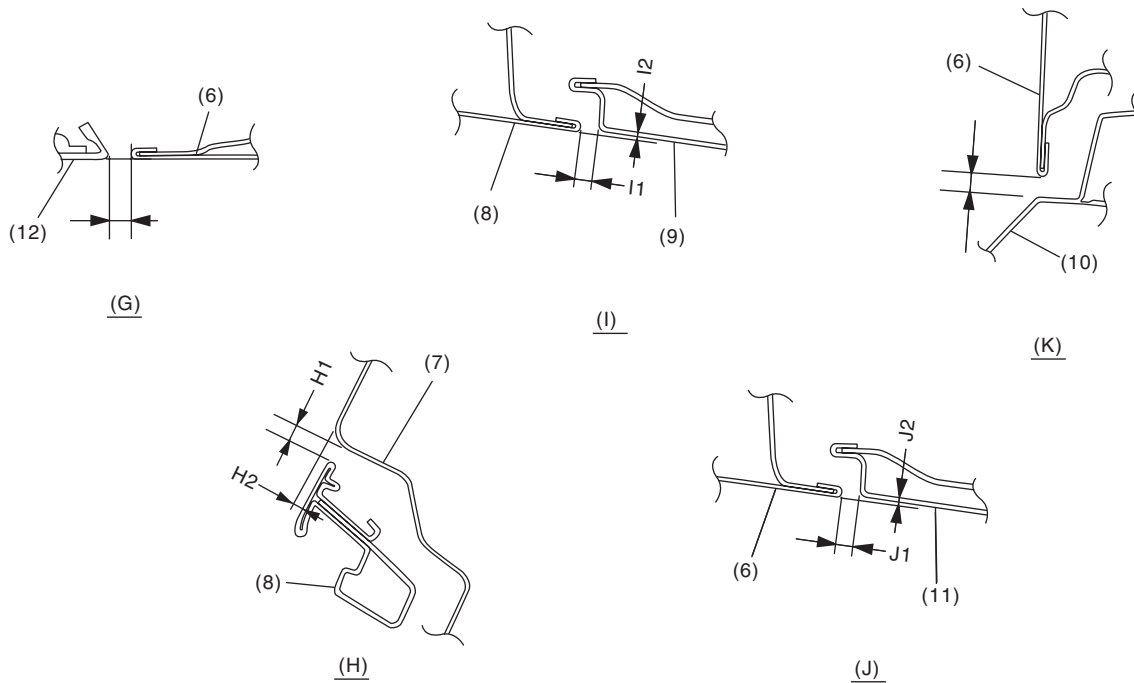 (6)
(12)
(G)
I2
I1
(8)
(9)
(I)
(6)
(10)
(K)
H1
H2
(7)
(8)
(H)
J2
J1
(6)
(11)
(J)